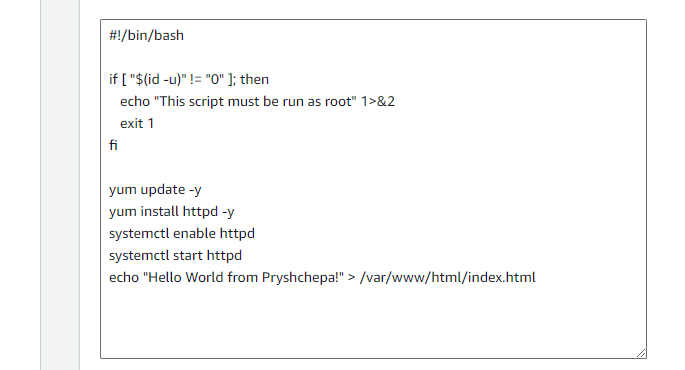 #!/bin/bash
if [ "$(id -u)" != "0" ]; then
echo "This script must be run as root" 1>&2
exit 1
fi
yum update -y
yum install httpd -y
systemctl enable httpd
systemctl start httpd
echo "Hello World from Pryshchepa!" > /var/www/html/index.html